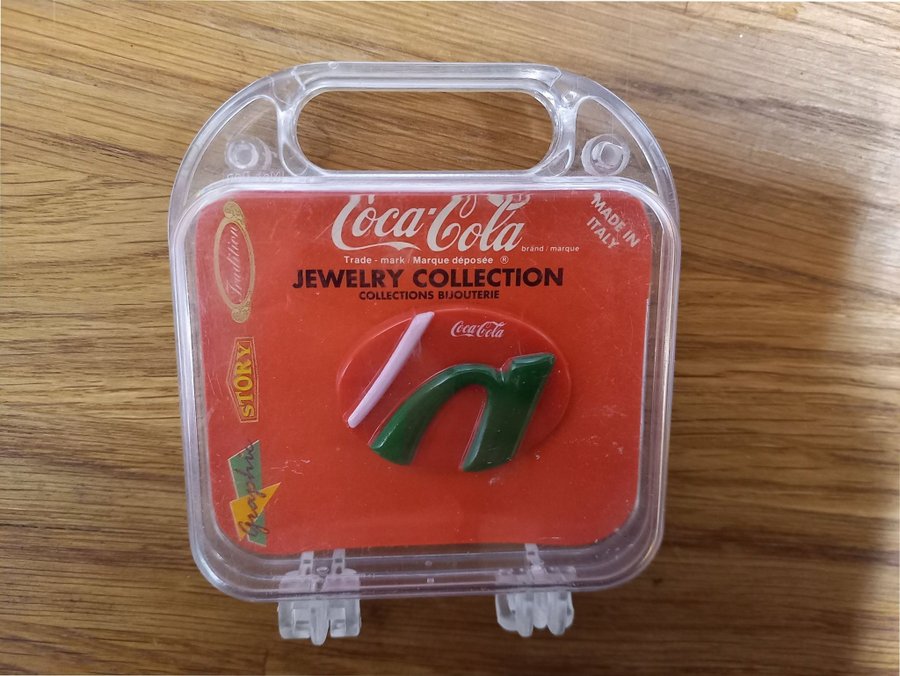 Coca-Cola
brand / marque
Trade - mark / Marque déposée ®
JEWELRY COLLECTION
COLLECTIONS BIJOUTERIE
MADE IN
ITALY
Tradition
STORY
Graphic
Coca-Cola